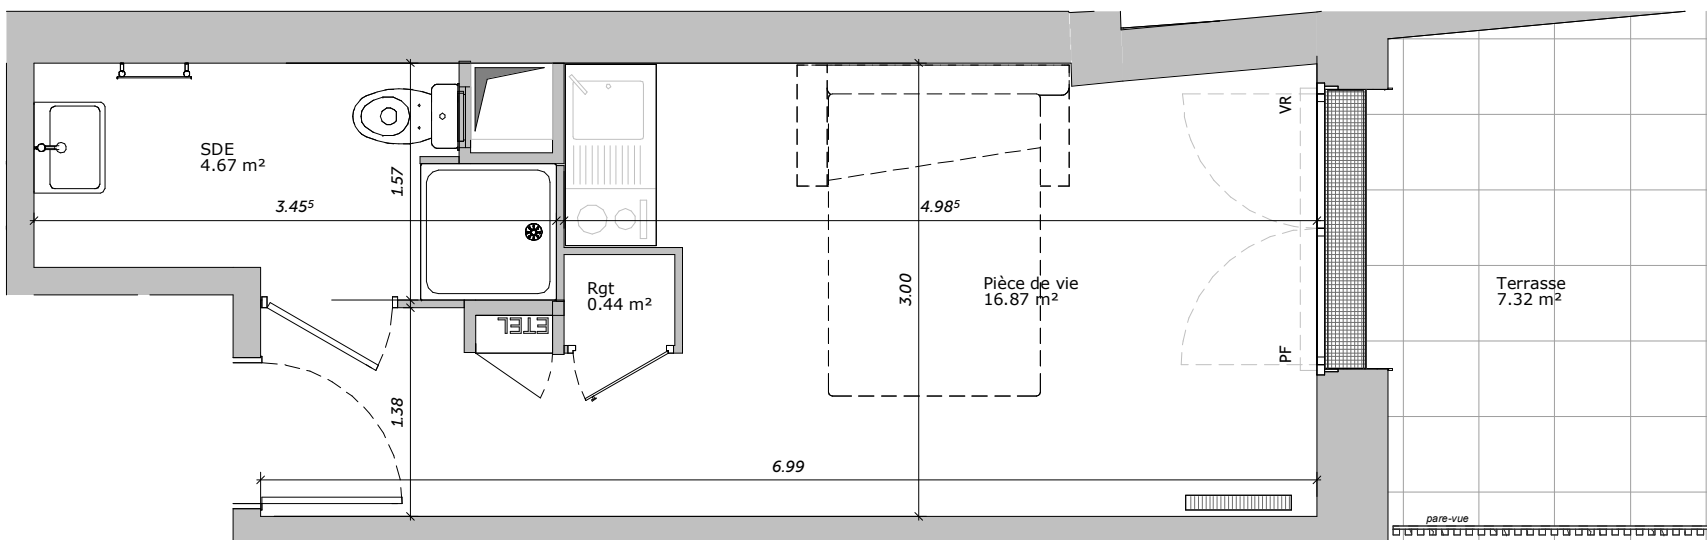 SDE
4.67 m²
1.57
3.45⁵
4.98⁵
VR
3.00
Pièce de vie
16.87 m²
Terrasse
7.32 m²
Rgt
0.44 m²
ETEL
PF
1.38
6.99
pare-vue